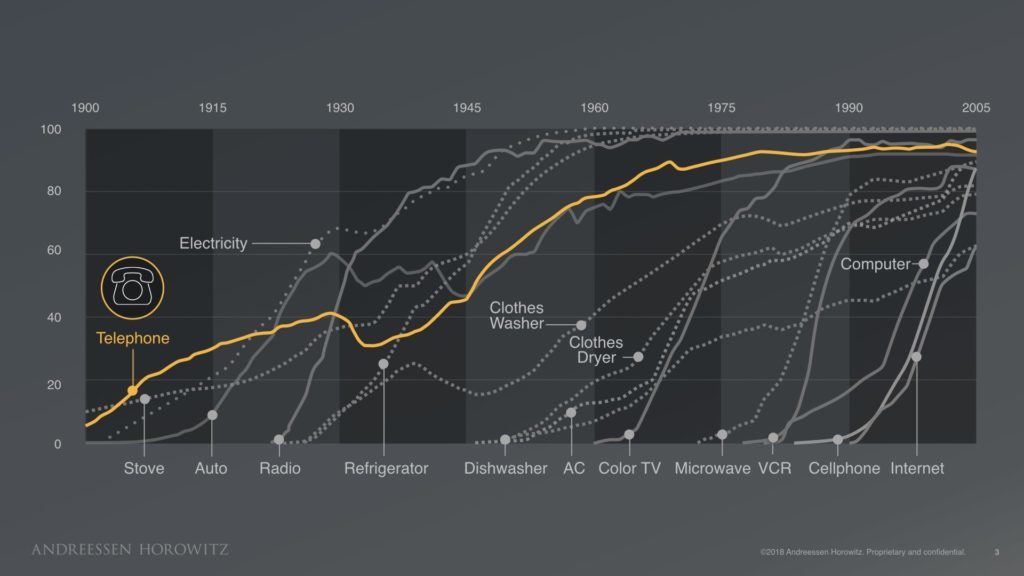 1900 1915 1930 1945 1960 1975 1990 2005
100
80
60
40
20
0
Electricity
Telephone
Clothes
Washer
Clothes
Dryer
Computer
Stove Auto Radio Refrigerator Dishwasher AC Color TV Microwave VCR Cellphone Internet
ANDREESSEN HOROWITZ
©2018 Andreessen Horowitz. Proprietary and confidential. 3